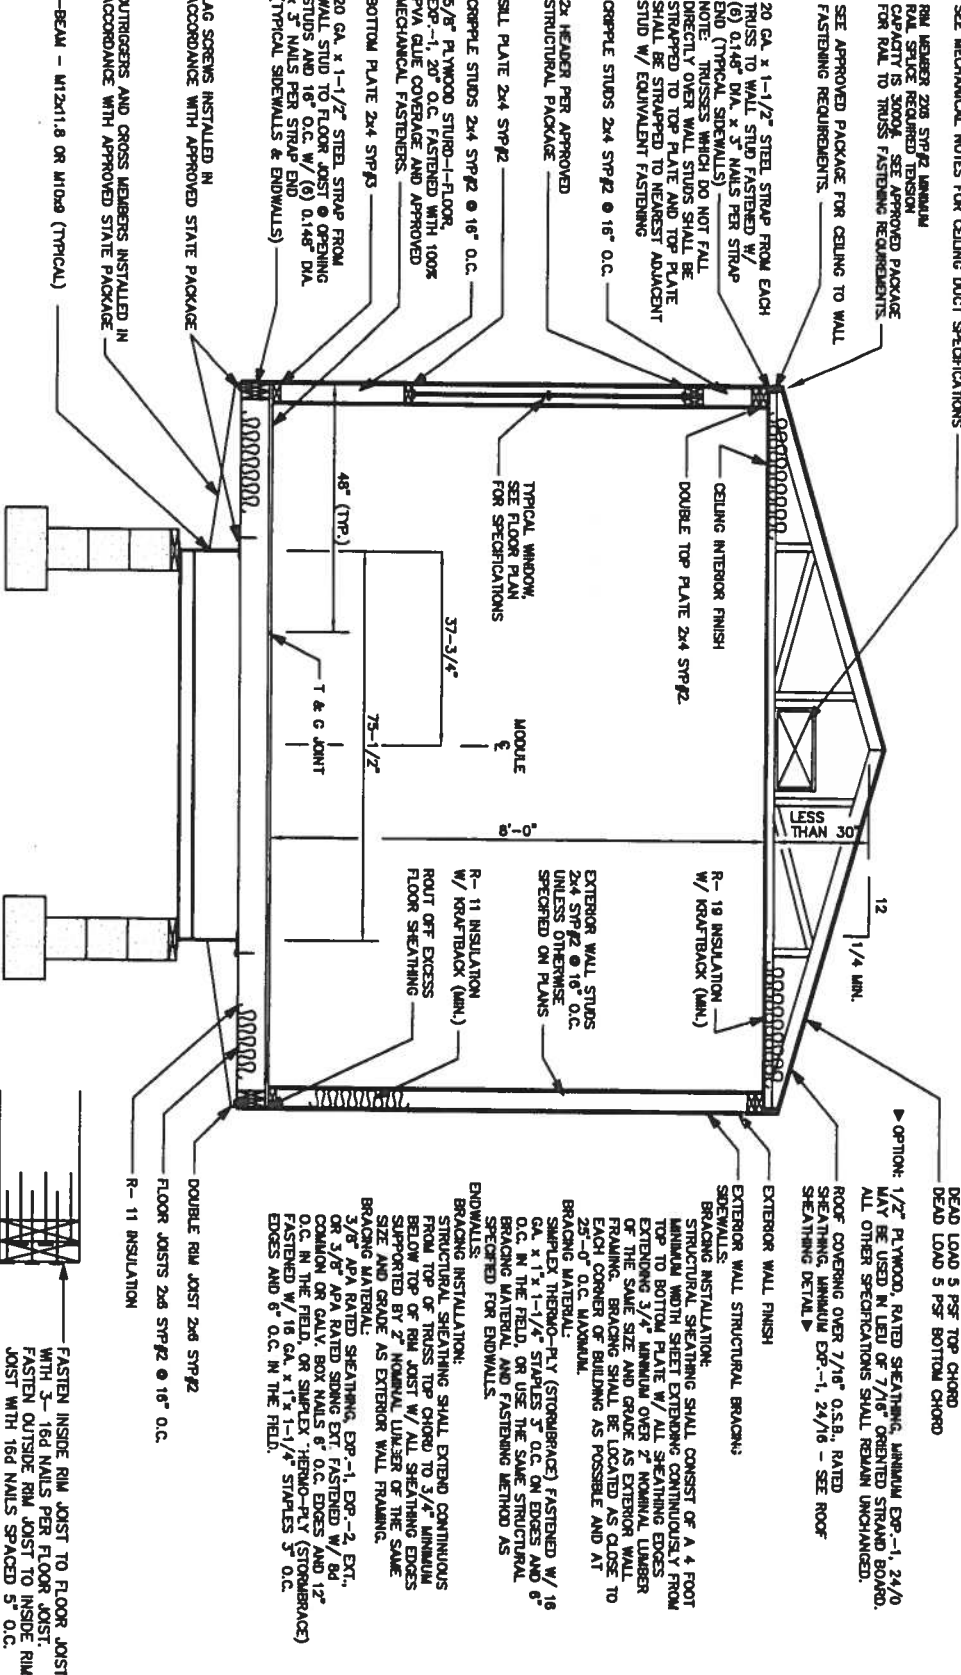 SEE MECHANICAL NOTES FOR CEILING DUCT SPECIFICATIONS
RIM MEMBER 2X8 SYP#2 MINIMUM
RAIL SPLICE REQUIRED TENSION
CAPACITY IS 3000#. SEE APPROVED PACKAGE
FOR RAIL TO TRUSS FASTENING REQUIREMENTS.
SEE APPROVED PACKAGE FOR CEILING TO WALL
FASTENING REQUIREMENTS.
20 GA. x 1-1/2" STEEL STRAP FROM EACH
TRUSS TO WALL STUD FASTENED W/
(6) 0.148" DIA. x 3" NAILS PER STRAP
END (TYPICAL SIDEWALLS)
NOTE: TRUSSES WHICH DO NOT FALL
DIRECTLY OVER WALL STUDS SHALL BE
STRAPPED TO TOP PLATE AND TOP PLATE
SHALL BE STRAPPED TO NEAREST ADJACENT
STUD W/ EQUIVALENT FASTENING
CRIPPLE STUDS 2x4 SYP#2 @ 16" O.C.
2x HEADER PER APPROVED
STRUCTURAL PACKAGE
SILL PLATE 2x4 SYP#2
CRIPPLE STUDS 2x4 SYP#2 @ 16" O.C.
5/8" PLYWOOD STURD-I-FLOOR,
EXP.-1, 20" O.C. FASTENED WITH 100%
PVA GLUE COVERAGE AND APPROVED
MECHANICAL FASTENERS.
BOTTOM PLATE 2x4 SYP#3
20 GA. x 1-1/2" STEEL STRAP FROM
WALL STUD TO FLOOR JOIST @ OPENING
STUDS AND 16" O.C. W/ (6) 0.148" DIA.
x 3" NAILS PER STRAP END
(TYPICAL SIDEWALLS & ENDWALLS)
LAG SCREWS INSTALLED IN
ACCORDANCE WITH APPROVED STATE PACKAGE
OUTRIGGERS AND CROSS MEMBERS INSTALLED IN
ACCORDANCE WITH APPROVED STATE PACKAGE
I-BEAM - M12x11.8 OR M10x9 (TYPICAL)
CEILING INTERIOR FINISH
DOUBLE TOP PLATE 2x4 SYP#2
TYPICAL WINDOW,
SEE FLOOR PLAN
FOR SPECIFICATIONS
48" (TYP.)
37-3/4"
75-1/2"
T & G JOINT
MODULE
℄
8'-0"
LESS
THAN 30"
12
1/4 MIN.
R- 19 INSULATION
W/ KRAFTBACK (MIN.)
EXTERIOR WALL STUDS
2x4 SYP#2 @ 16" O.C.
UNLESS OTHERWISE
SPECIFIED ON PLANS
R- 11 INSULATION
W/ KRAFTBACK (MIN.)
ROUT OFF EXCESS
FLOOR SHEATHING
DEAD LOAD 5 PSF TOP CHORD
DEAD LOAD 5 PSF BOTTOM CHORD
▶OPTION: 1/2" PLYWOOD, RATED SHEATHING, MINIMUM EXP.-1, 24/0
MAY BE USED IN LIEU OF 7/16" ORIENTED STRAND BOARD.
ALL OTHER SPECIFICATIONS SHALL REMAIN UNCHANGED.
ROOF COVERING OVER 7/16" O.S.B., RATED
SHEATHING, MINIMUM EXP.-1, 24/16 - SEE ROOF
SHEATHING DETAIL▶
EXTERIOR WALL FINISH
EXTERIOR WALL STRUCTURAL BRACING
SIDEWALLS:
BRACING INSTALLATION:
STRUCTURAL SHEATHING SHALL CONSIST OF A 4 FOOT
MINIMUM WIDTH SHEET EXTENDING CONTINUOUSLY FROM
TOP TO BOTTOM PLATE W/ ALL SHEATHING EDGES
EXTENDING 3/4" MINIMUM OVER 2" NOMINAL LUMBER
OF THE SAME SIZE AND GRADE AS EXTERIOR WALL
FRAMING. BRACING SHALL BE LOCATED AS CLOSE TO
EACH CORNER OF BUILDING AS POSSIBLE AND AT
25'-0" O.C. MAXIMUM.
BRACING MATERIAL:
SIMPLEX THERMO-PLY (STORMBRACE) FASTENED W/ 16
GA. x 1"x 1-1/4" STAPLES 3" O.C. ON EDGES AND 6"
O.C. IN THE FIELD, OR USE THE SAME STRUCTURAL
BRACING MATERIAL AND FASTENING METHOD AS
SPECIFIED FOR ENDWALLS.
ENDWALLS:
BRACING INSTALLATION:
STRUCTURAL SHEATHING SHALL EXTEND CONTINUOUS
FROM TOP OF TRUSS TOP CHORD TO 3/4" MINIMUM
BELOW TOP OF RIM JOIST W/ ALL SHEATHING EDGES
SUPPORTED BY 2" NOMINAL LUMBER OF THE SAME
SIZE AND GRADE AS EXTERIOR WALL FRAMING.
BRACING MATERIAL:
3/8" APA RATED SHEATHING, EXP.-1, EXP.-2, EXT.,
OR 3/8" APA RATED SIDING EXT. FASTENED W/ 8d
COMMON OR GALV. BOX NAILS 6" O.C. EDGES AND 12"
O.C. IN THE FIELD, OR SIMPLEX THERMO-PLY (STORMBRACE)
FASTENED W/ 16 GA. x 1"x 1-1/4" STAPLES 3" O.C.
EDGES AND 6" O.C. IN THE FIELD.
DOUBLE RIM JOIST 2x6 SYP#2
FLOOR JOISTS 2x6 SYP#2 @ 16" O.C.
R- 11 INSULATION
FASTEN INSIDE RIM JOIST TO FLOOR JOIST
WITH 3- 16d NAILS PER FLOOR JOIST.
FASTEN OUTSIDE RIM JOIST TO INSIDE RIM
JOIST WITH 16d NAILS SPACED 5" O.C.